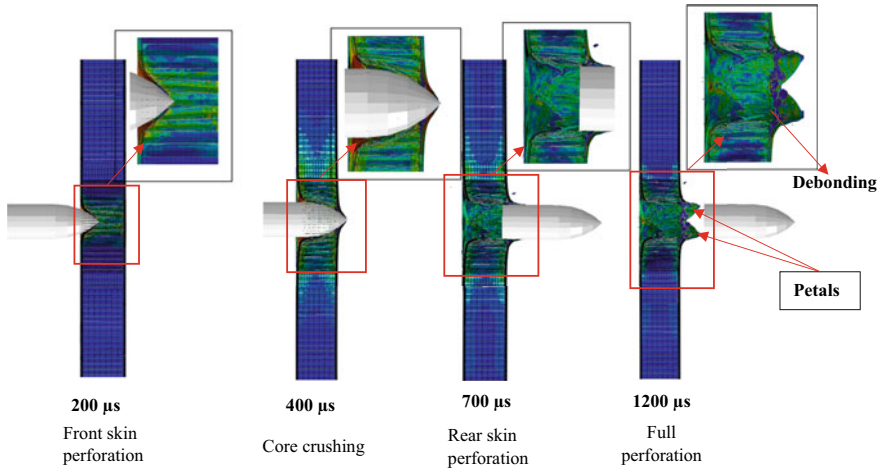 Debonding
Petals
200 µs
400 µs
700 µs
1200 µs
Front skin
perforation
Core crushing
Rear skin
perforation
Full
perforation